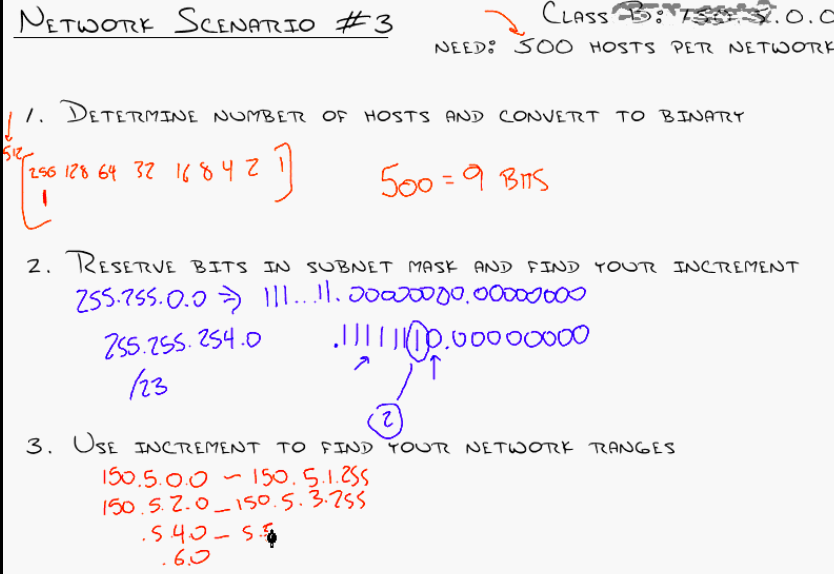 NETWORK SCENARIO #3
CLASS B: .0.0
NEED: 500 HOSTS PER NETWORK
1. DETERMINE NUMBER OF HOSTS AND CONVERT TO BINARY
512
256 128 64 32 16 8 4 2 1
1
500 = 9 BITS
2. RESERVE BITS IN SUBNET MASK AND FIND YOUR INCREMENT
255.255.0.0 ⇒ 111...11.00000000.00000000
255.255.254.0 .11111110.00000000
/23
2
3. USE INCREMENT TO FIND YOUR NETWORK RANGES
150.5.0.0 – 150.5.1.255
150.5.2.0 – 150.5.3.255
.5.4.0 – 5.5
.6.0